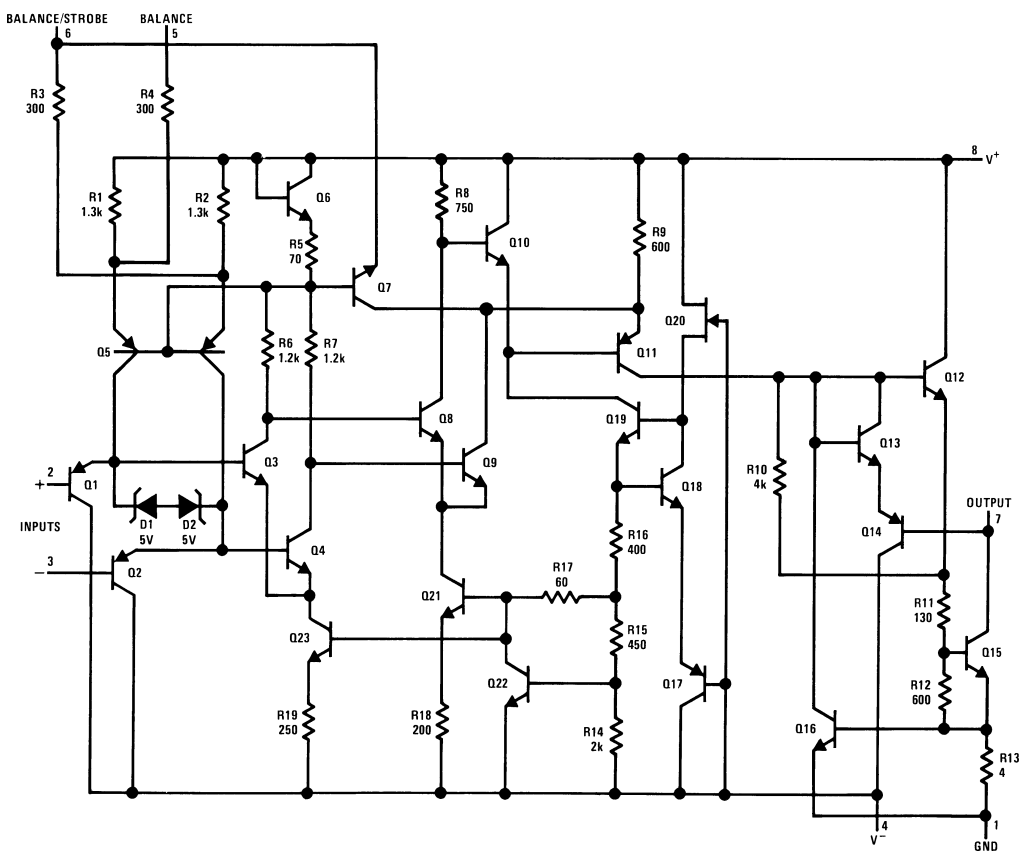 BALANCE/STROBE
6
BALANCE
5
R3
300
R4
300
8
V+
R1
1.3k
R2
1.3k
Q6
R5
70
R8
750
Q10
R9
600
Q7
Q20
Q5
R6
1.2k
R7
1.2k
Q11
Q12
Q8
Q19
Q13
Q3
Q9
2
+
Q1
Q18
R10
4k
INPUTS
D1
5V
D2
5V
OUTPUT
7
Q14
R16
400
3
–
Q2
Q4
R17
60
Q21
R11
130
Q23
R15
450
Q15
Q22
Q17
R12
600
R19
250
R18
200
R14
2k
Q16
R13
4
4
V–
1
GND